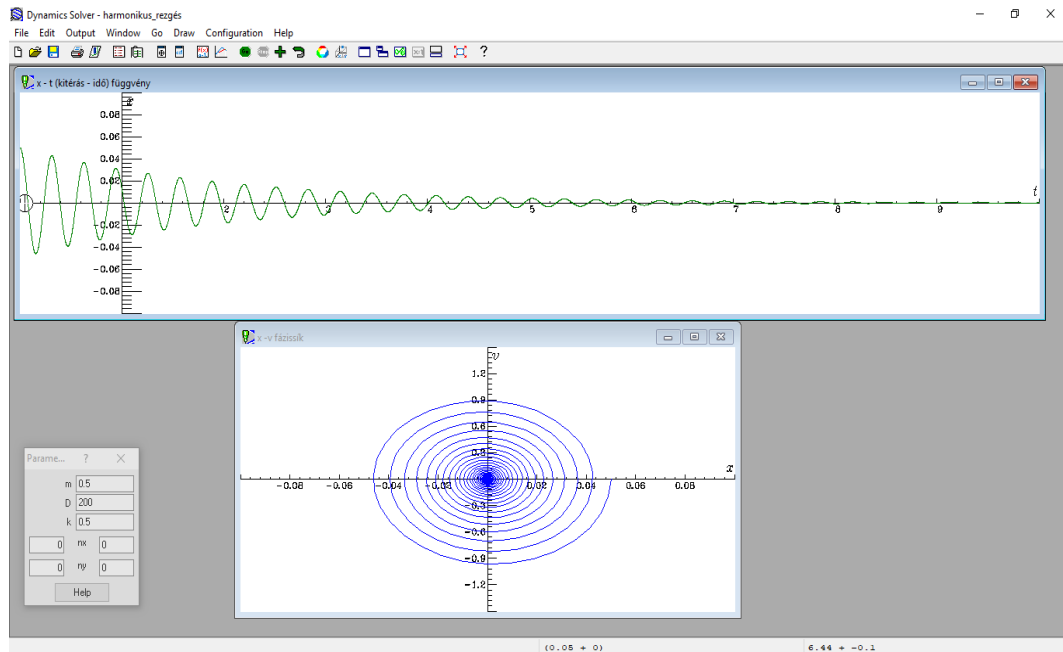 Dynamics Solver - harmonikus_rezgés
File Edit Output Window Go Draw Configuration Help
x - t (kitérés - idő) függvény
x
0.08
0.06
0.04
0.02
-0.02
-0.04
-0.06
-0.08
2 3 4 5 6 7 8 9
t
x -v fázissík
v
1.2
0.9
0.6
0.3
-0.3
-0.6
-0.9
-1.2
-0.08 -0.06 -0.04 -0.02 0.02 0.04 0.06 0.08
x
Parame... ? X
m 0.5
D 200
k 0.5
0 nx 0
0 ny 0
Help
(0.05 + 0) 6.44 + -0.1